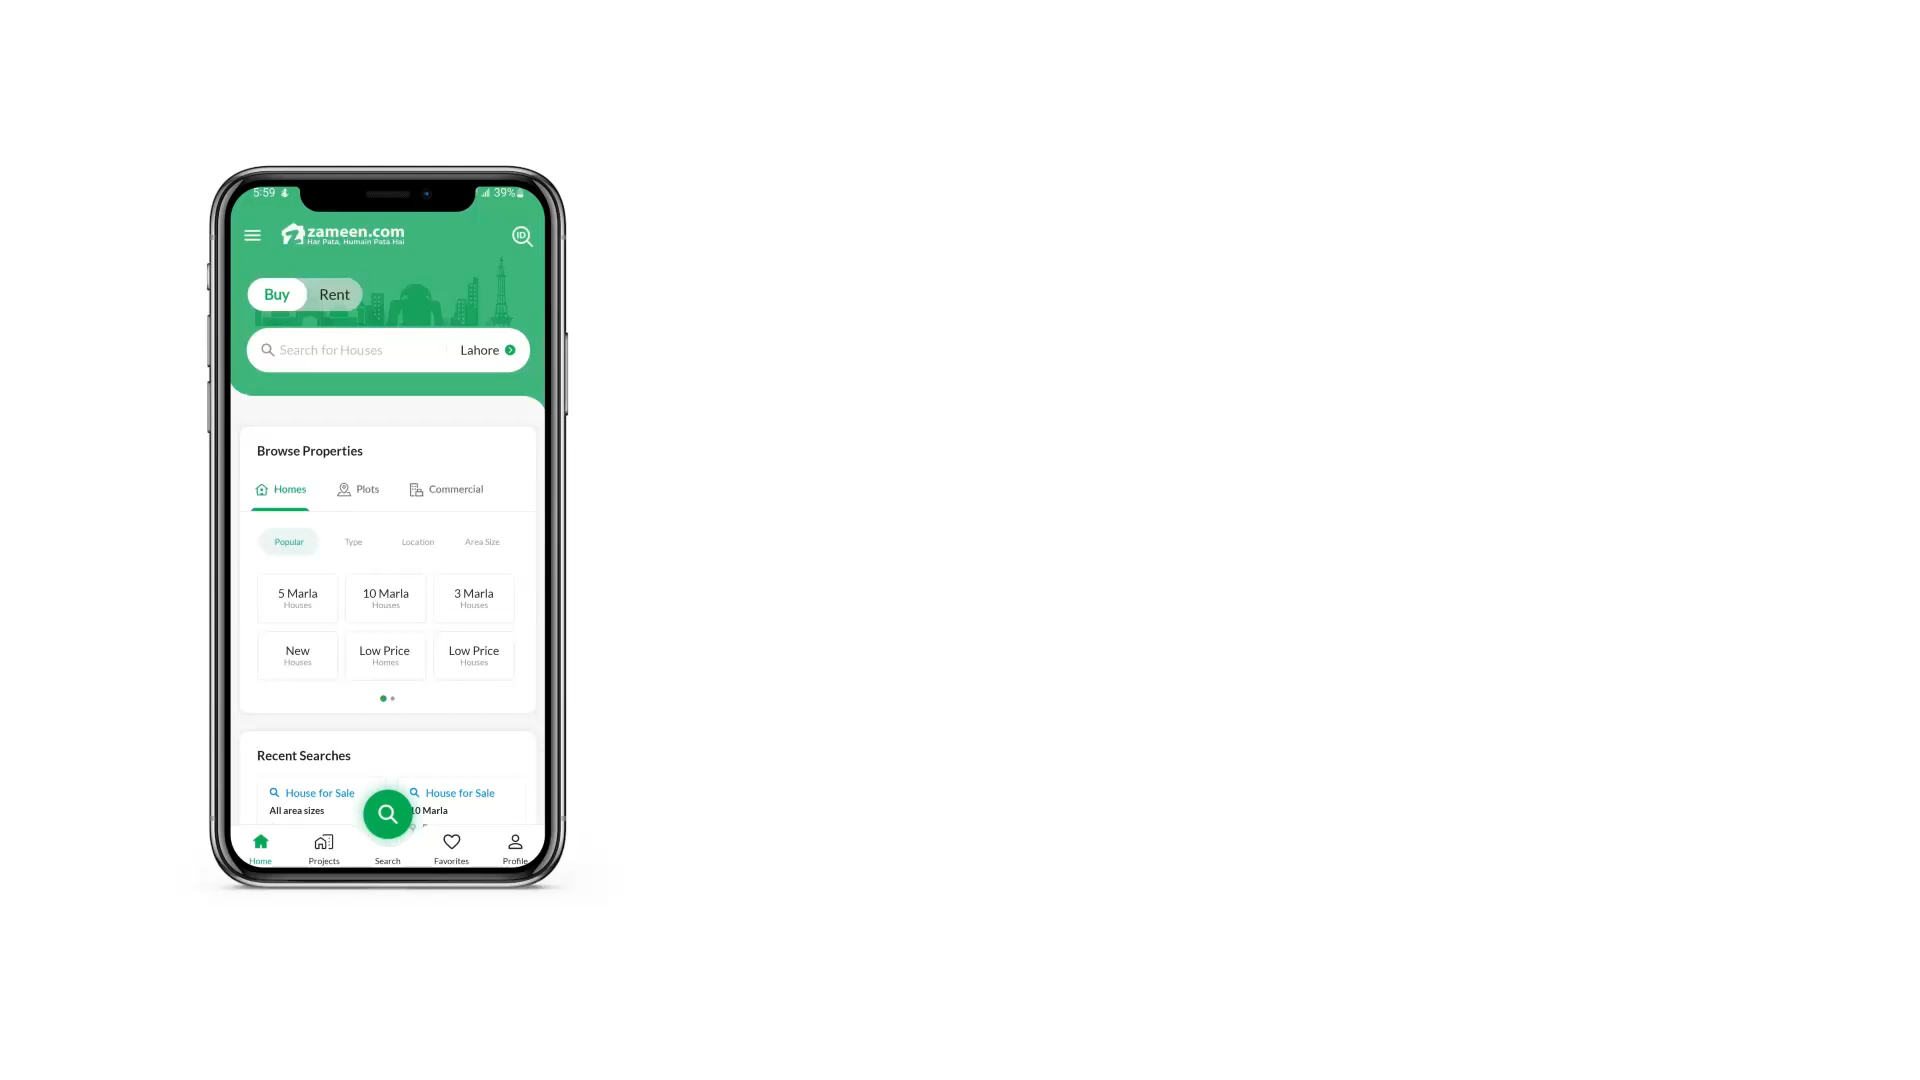 5:59
39%
zameen.com
Har Pata, Humain Pata Hai
ID
Buy Rent
Search for Houses Lahore
Browse Properties
Homes Plots Commercial
Popular Type Location Area Size
5 Marla 10 Marla 3 Marla
Houses Houses Houses
New Low Price Low Price
Houses Homes Houses
Recent Searches
House for Sale House for Sale
All area sizes 10 Marla
Home Projects Search Favorites Profile